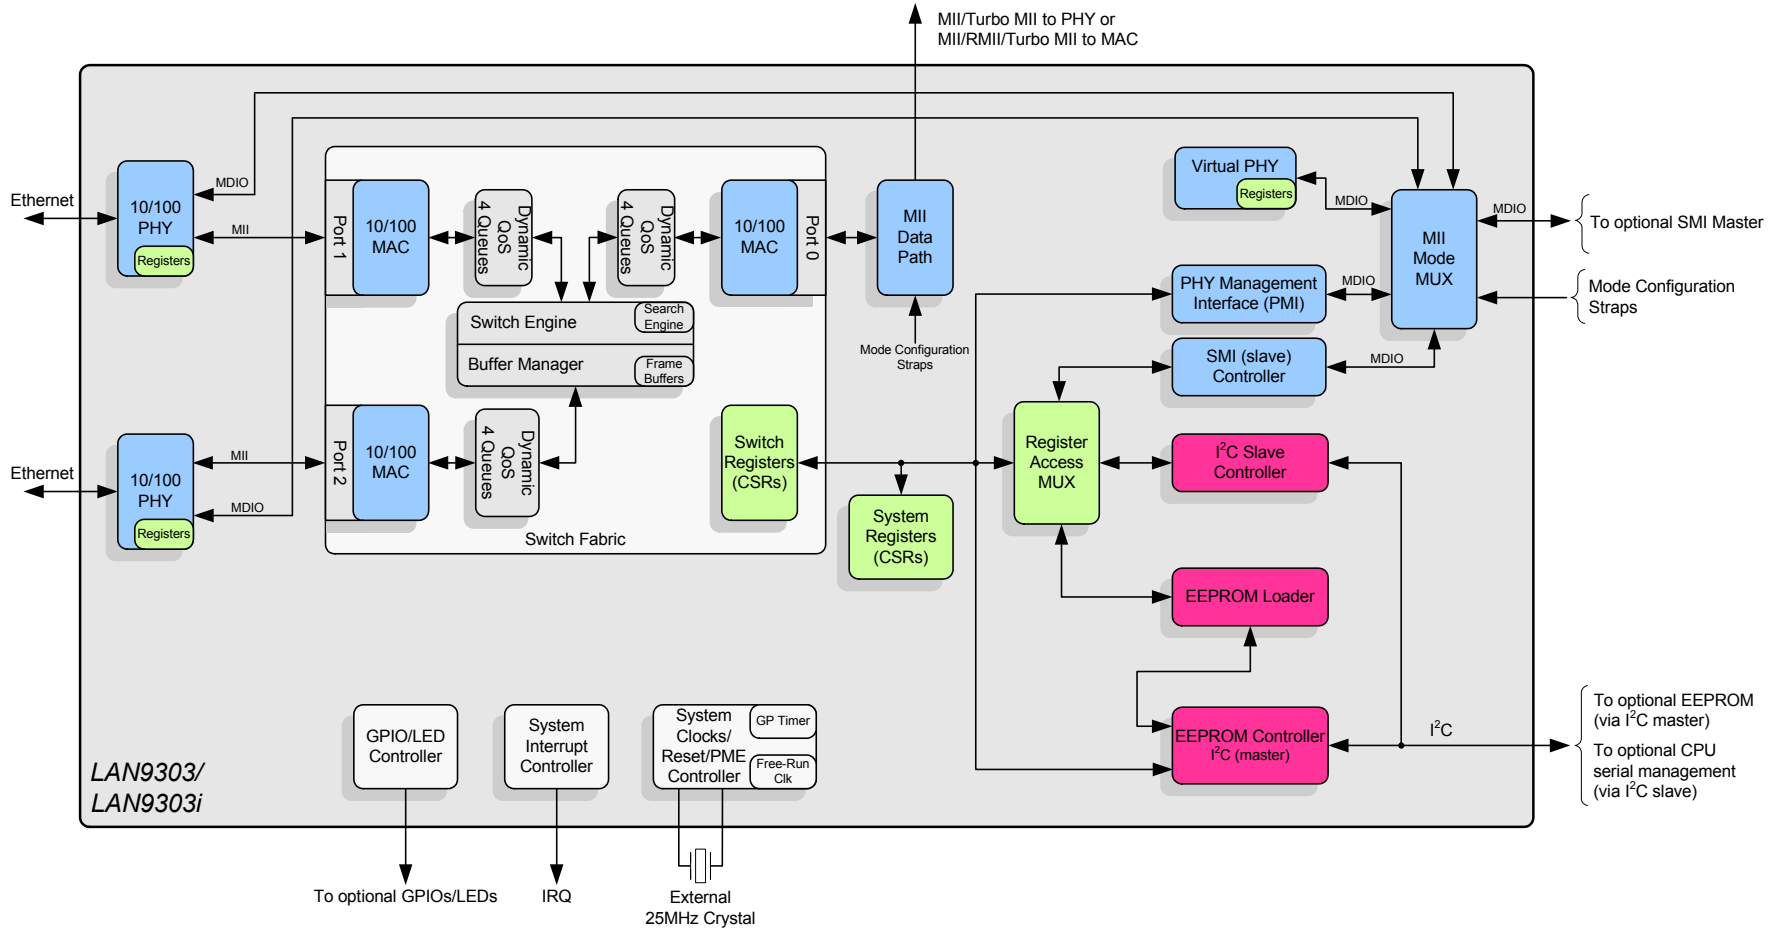 MII/Turbo MII to PHY or
MII/RMII/Turbo MII to MAC
Ethernet
10/100
PHY
Registers
MDIO
MII
Port 1
10/100
MAC
Dynamic
QoS
4 Queues
Dynamic
QoS
4 Queues
10/100
MAC
Port 0
MII
Data
Path
Mode Configuration
Straps
Virtual PHY
Registers
MDIO
MII
Mode
MUX
MDIO
To optional SMI Master
Mode Configuration
Straps
PHY Management
Interface (PMI)
MDIO
SMI (slave)
Controller
MDIO
Switch Engine
Search
Engine
Buffer Manager
Frame
Buffers
Ethernet
10/100
PHY
Registers
MII
MDIO
Port 2
10/100
MAC
Dynamic
QoS
4 Queues
Switch
Registers
(CSRs)
Switch Fabric
System
Registers
(CSRs)
Register
Access
MUX
I²C Slave
Controller
EEPROM Loader
EEPROM Controller
I²C (master)
I²C
To optional EEPROM
(via I²C master)
To optional CPU
serial management
(via I²C slave)
LAN9303/
LAN9303i
GPIO/LED
Controller
System
Interrupt
Controller
System
Clocks/
Reset/PME
Controller
GP Timer
Free-Run
Clk
To optional GPIOs/LEDs
IRQ
External
25MHz Crystal